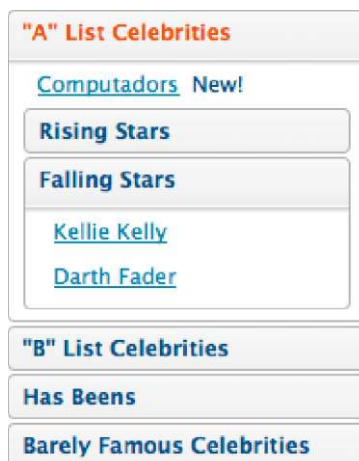 "A" List Celebrities
Computadors New!
Rising Stars
Falling Stars
Kellie Kelly
Darth Fader
"B" List Celebrities
Has Beens
Barely Famous Celebrities